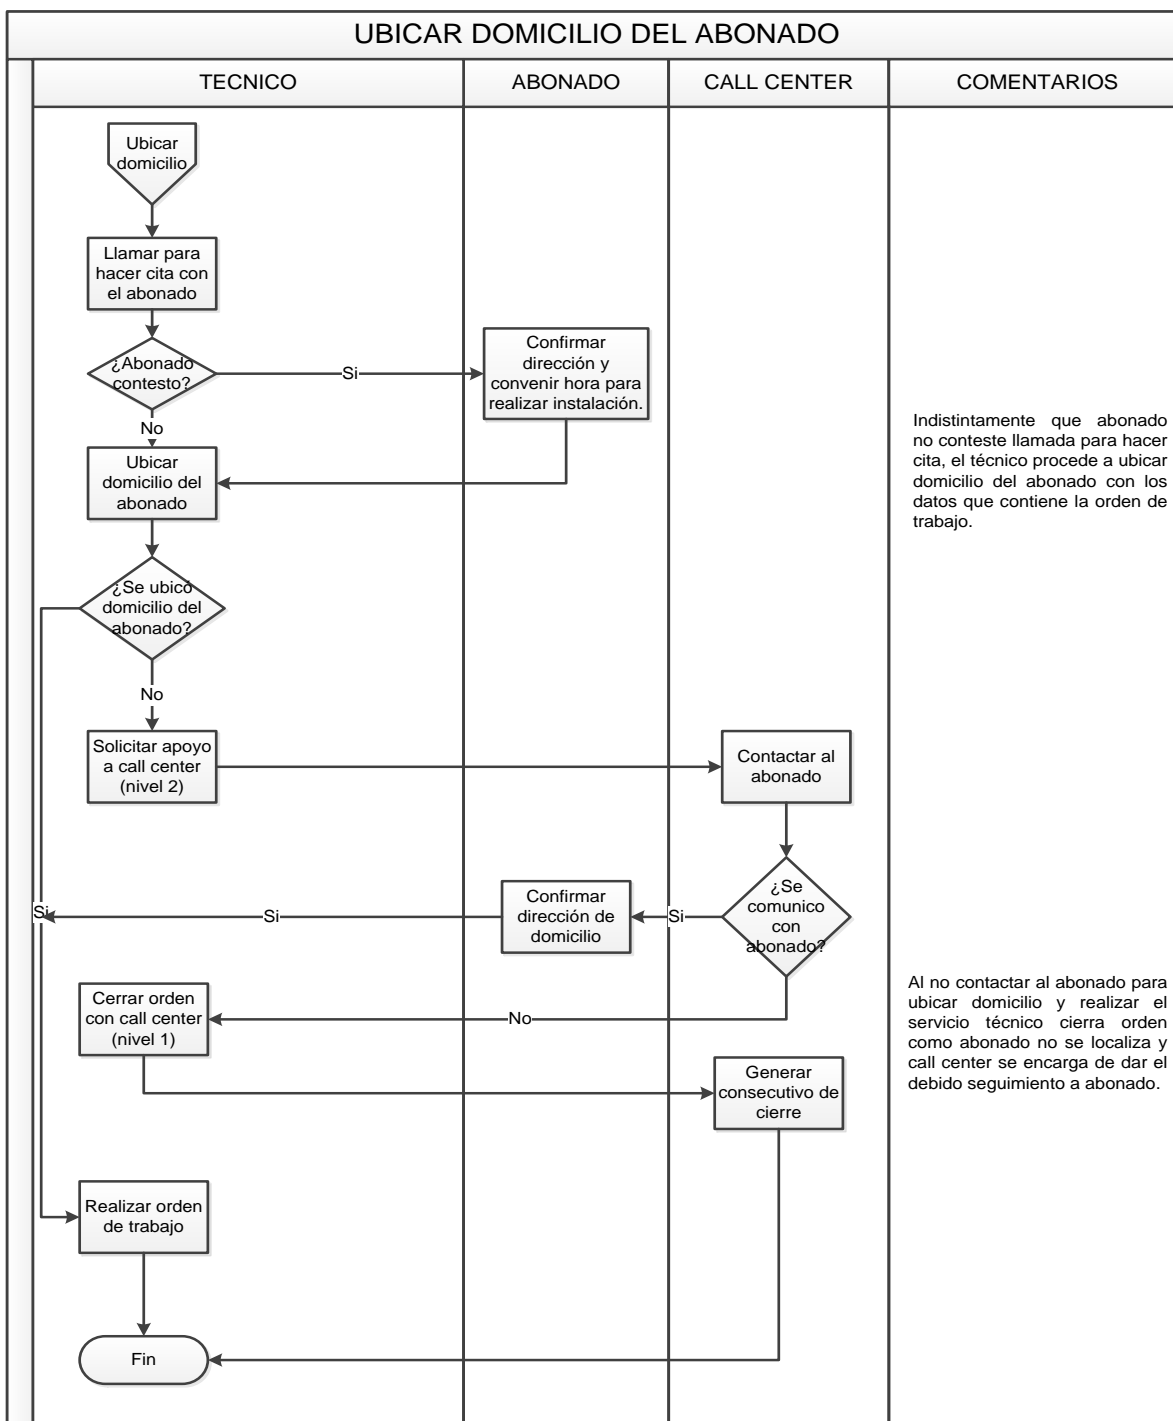 UBICAR DOMICILIO DEL ABONADO
TECNICO
ABONADO
CALL CENTER
COMENTARIOS
Ubicar
domicilio
Llamar para
hacer cita con
el abonado
¿Abonado
contesto?
Si
Confirmar
dirección y
convenir hora para
realizar instalación.
No
Ubicar
domicilio del
abonado
Indistintamente que abonado
no conteste llamada para hacer
cita, el técnico procede a ubicar
domicilio del abonado con los
datos que contiene la orden de
trabajo.
¿Se ubicó
domicilio del
abonado?
No
Solicitar apoyo
a call center
(nivel 2)
Contactar al
abonado
¿Se
comunico
con
abonado?
Si
Confirmar
dirección de
domicilio
Si
Si
Cerrar orden
con call center
(nivel 1)
No
Al no contactar al abonado para
ubicar domicilio y realizar el
servicio técnico cierra orden
como abonado no se localiza y
call center se encarga de dar el
debido seguimiento a abonado.
Generar
consecutivo de
cierre
Realizar orden
de trabajo
Fin